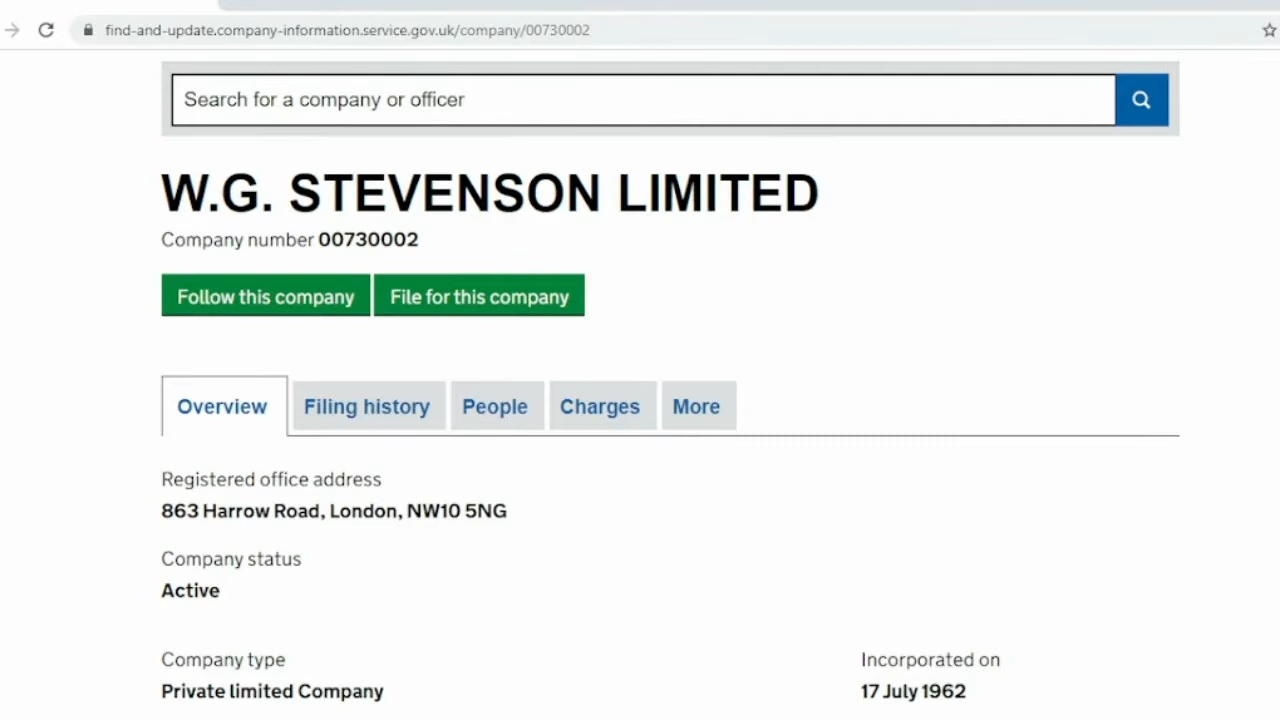 find-and-update.company-information.service.gov.uk/company/00730002
Search for a company or officer
W.G. STEVENSON LIMITED
Company number 00730002
Follow this company File for this company
Overview Filing history People Charges More
Registered office address
863 Harrow Road, London, NW10 5NG
Company status
Active
Company type Incorporated on
Private limited Company 17 July 1962